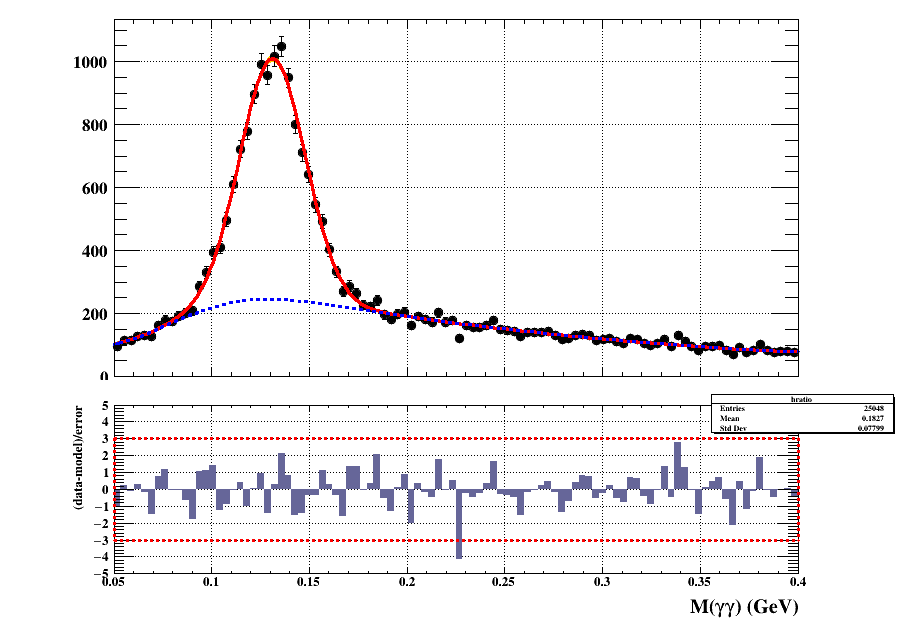 1000
800
600
400
200
0
(data-model)/error
5
4
3
2
1
0
−1
−2
−3
−4
−5
hratio
Entries 25048
Mean 0.1827
Std Dev 0.07799
0.05 0.1 0.15 0.2 0.25 0.3 0.35 0.4
M(γγ) (GeV)